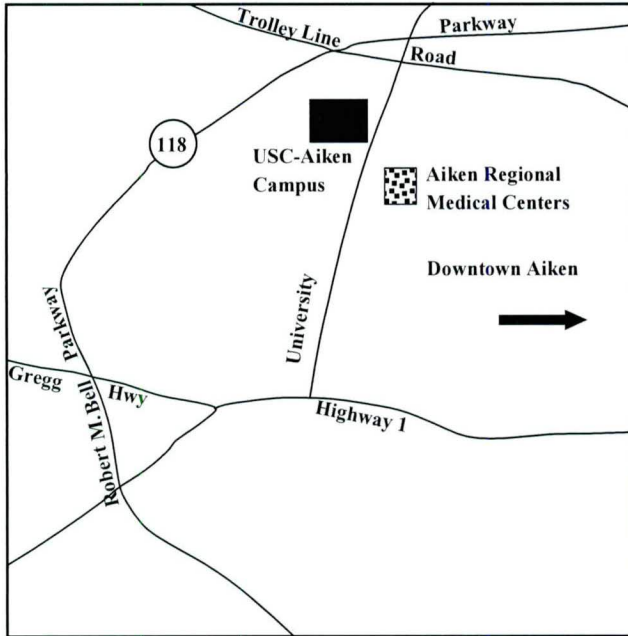 Trolley Line
Parkway
Road
118
USC-Aiken
Campus
Aiken Regional
Medical Centers
Downtown Aiken
University
Parkway
Gregg
Hwy
Robert M. Bell
Highway 1